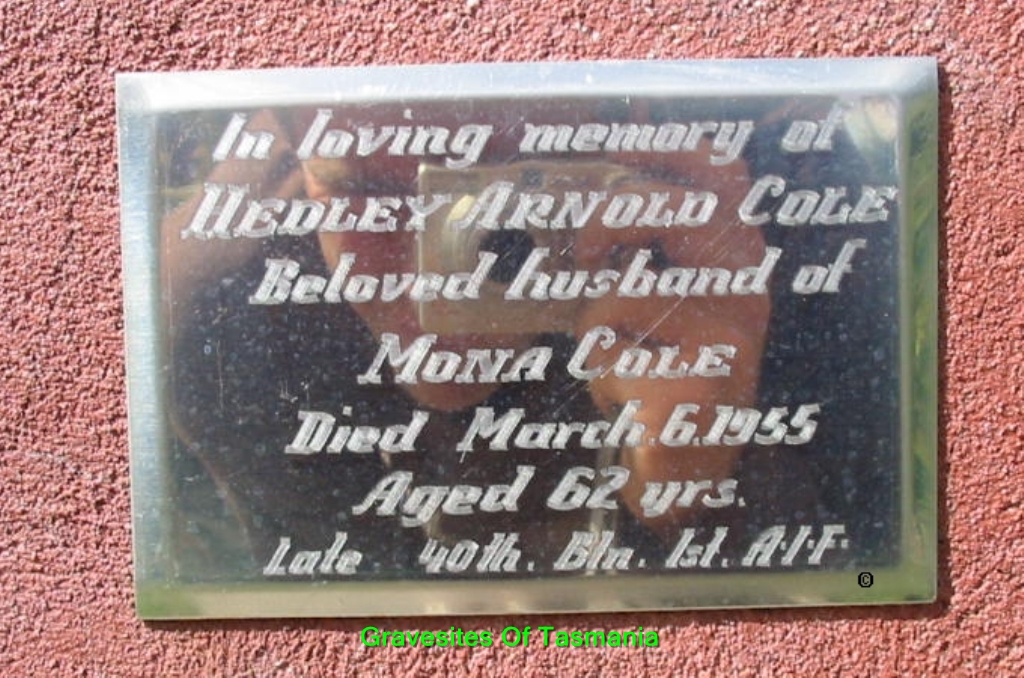 In loving memory of
HEDLEY ARNOLD COLE
Beloved husband of
MONA COLE
Died March.6.1955
Aged 62 yrs.
Late 40th. Btn. 1st. A.I.F.
©
Gravesites Of Tasmania